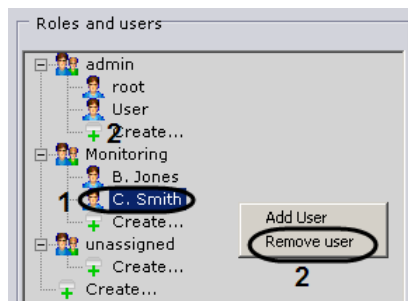 Roles and users
admin
root
User
2
Create...
Monitoring
B. Jones
1 C. Smith
Create...
Add User
unassigned
Remove user
Create...
2
Create...